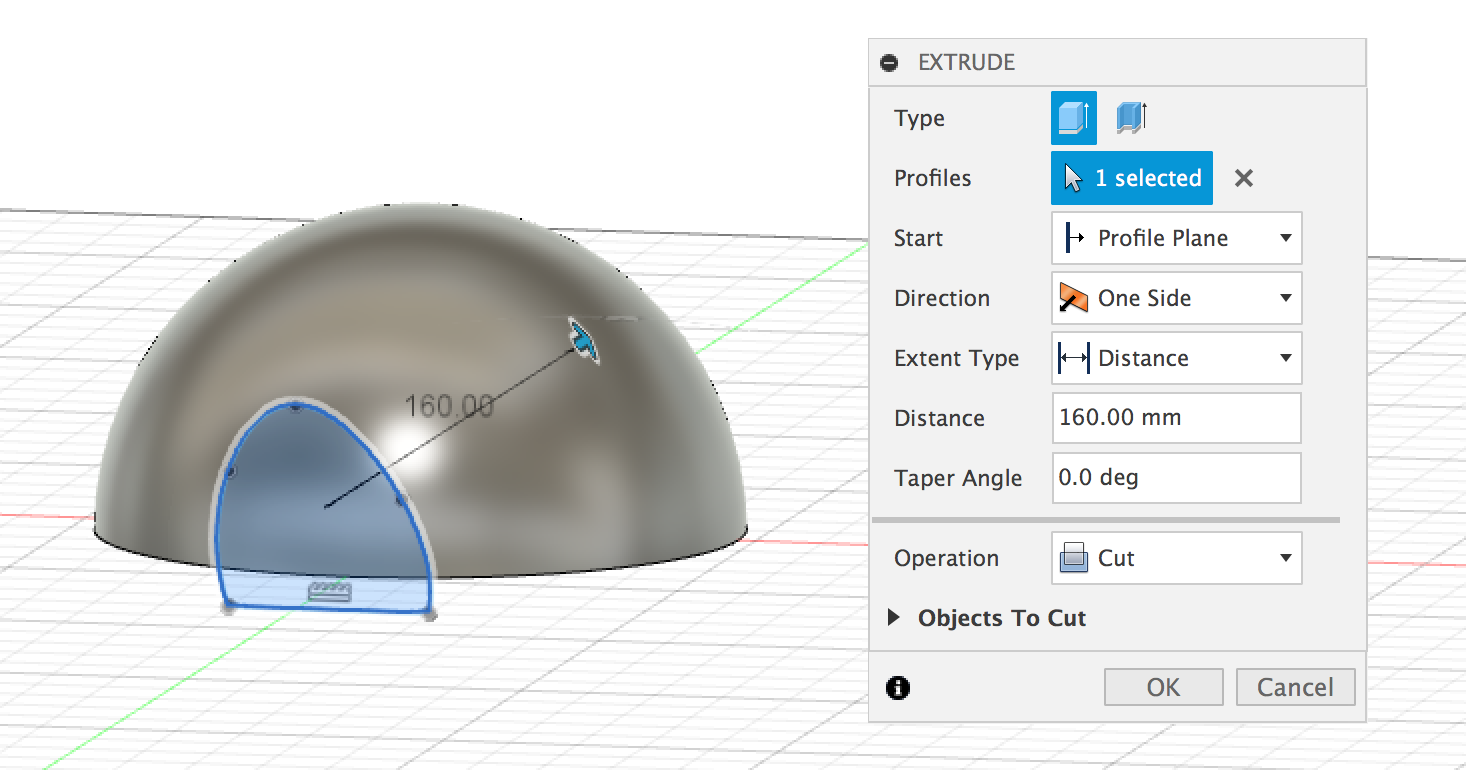 160.00
EXTRUDE
Type
Profiles 1 selected
Start Profile Plane
Direction One Side
Extent Type Distance
Distance 160.00 mm
Taper Angle 0.0 deg
Operation Cut
Objects To Cut
OK Cancel